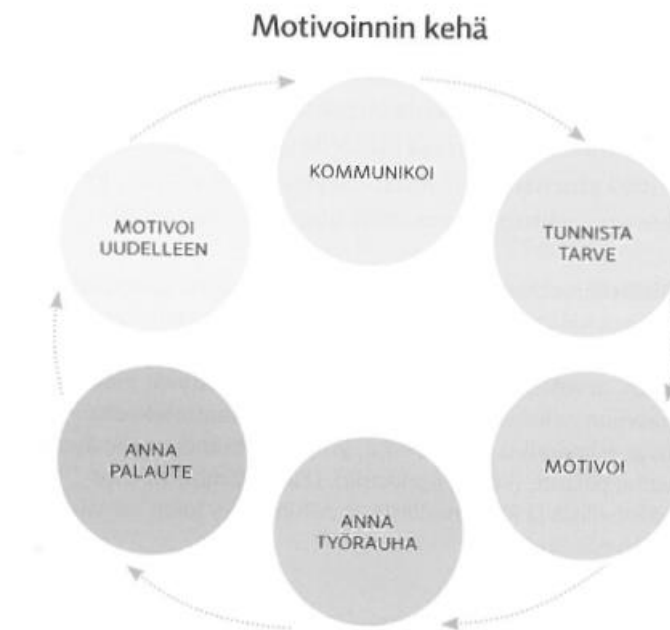 Motivoinnin kehä
KOMMUNIKOI
TUNNISTA
TARVE
MOTIVOI
ANNA
TYÖRAUHA
ANNA
PALAUTE
MOTIVOI
UUDELLEEN